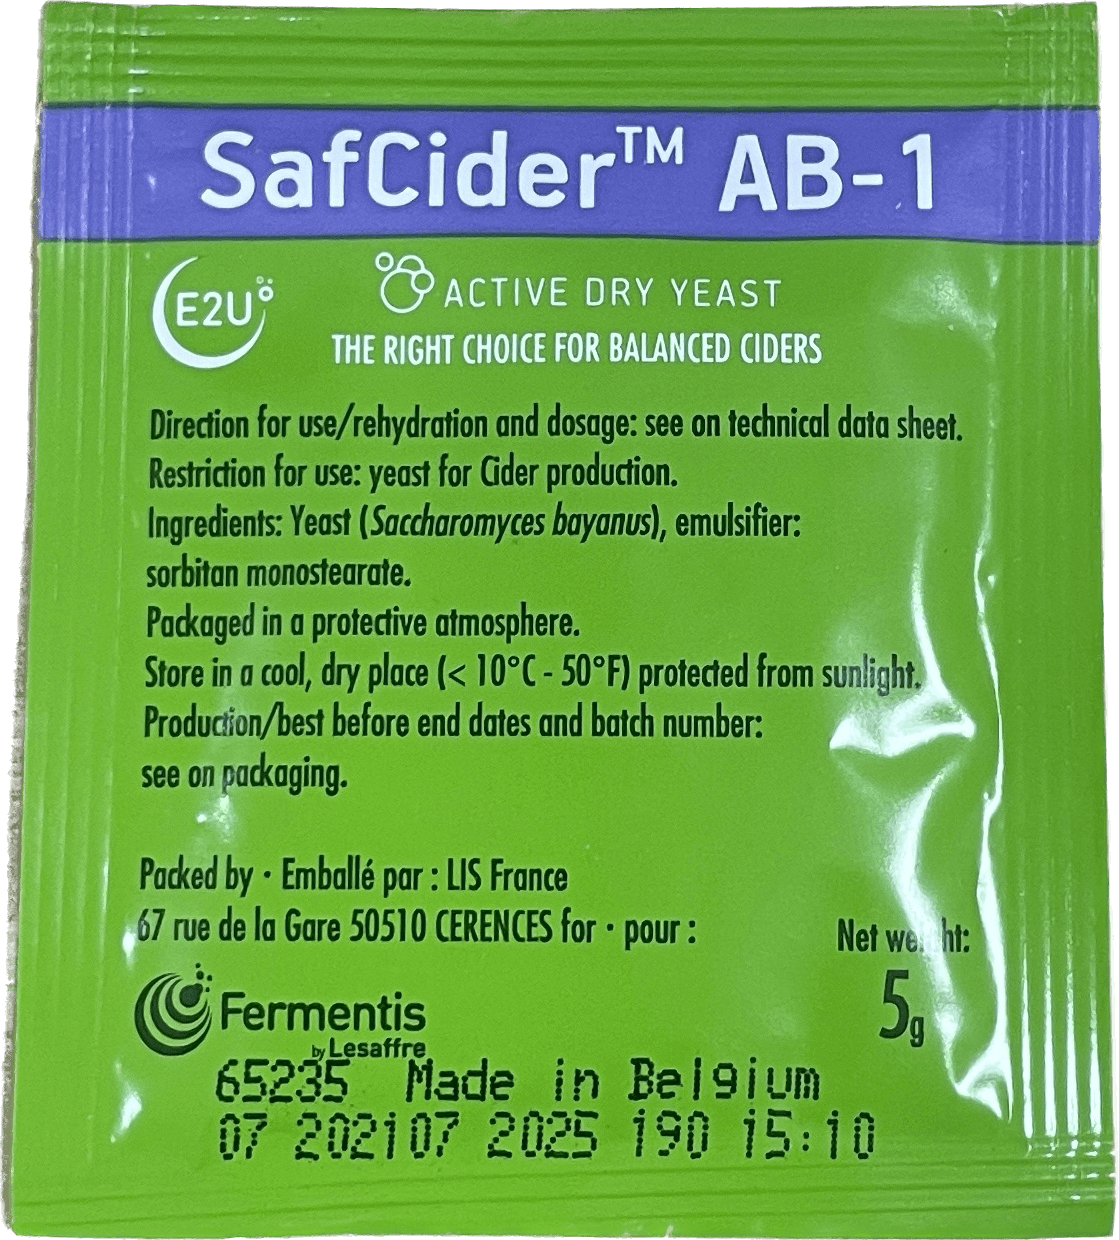 SafCider™ AB-1
E2U
ACTIVE DRY YEAST
THE RIGHT CHOICE FOR BALANCED CIDERS
Direction for use/rehydration and dosage: see on technical data sheet.
Restriction for use: yeast for Cider production.
Ingredients: Yeast (Saccharomyces bayanus), emulsifier:
sorbitan monostearate.
Packaged in a protective atmosphere.
Store in a cool, dry place (< 10°C - 50°F) protected from sunlight.
Production/best before end dates and batch number:
see on packaging.
Packed by · Emballé par : LIS France
67 rue de la Gare 50510 CERENCES for · pour :
Net weight:
5g
Fermentis
by Lesaffre
65235 Made in Belgium
07 202107 2025 190 15:10